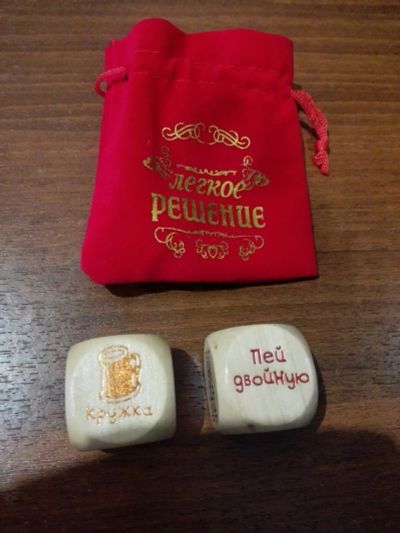 легкое
РЕШЕНИЕ
кружка
Пей
двойную